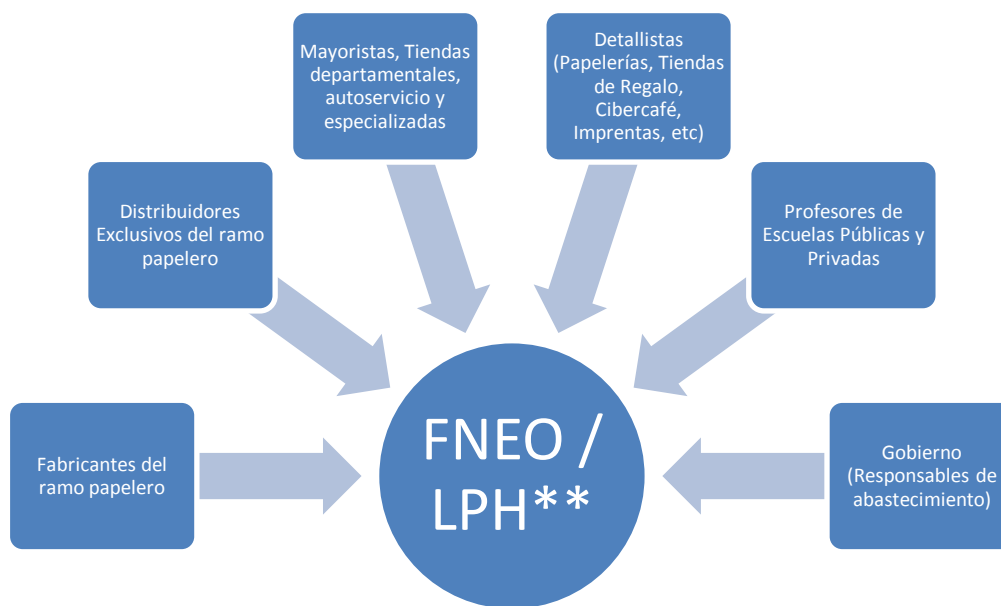 Mayoristas, Tiendas
departamentales,
autoservicio y
especializadas
Detallistas
(Papelerías, Tiendas
de Regalo,
Cibercafé,
Imprentas, etc)
Distribuidores
Exclusivos del ramo
papelero
Profesores de
Escuelas Públicas y
Privadas
Fabricantes del
ramo papelero
FNEO /
LPH**
Gobierno
(Responsables de
abastecimiento)